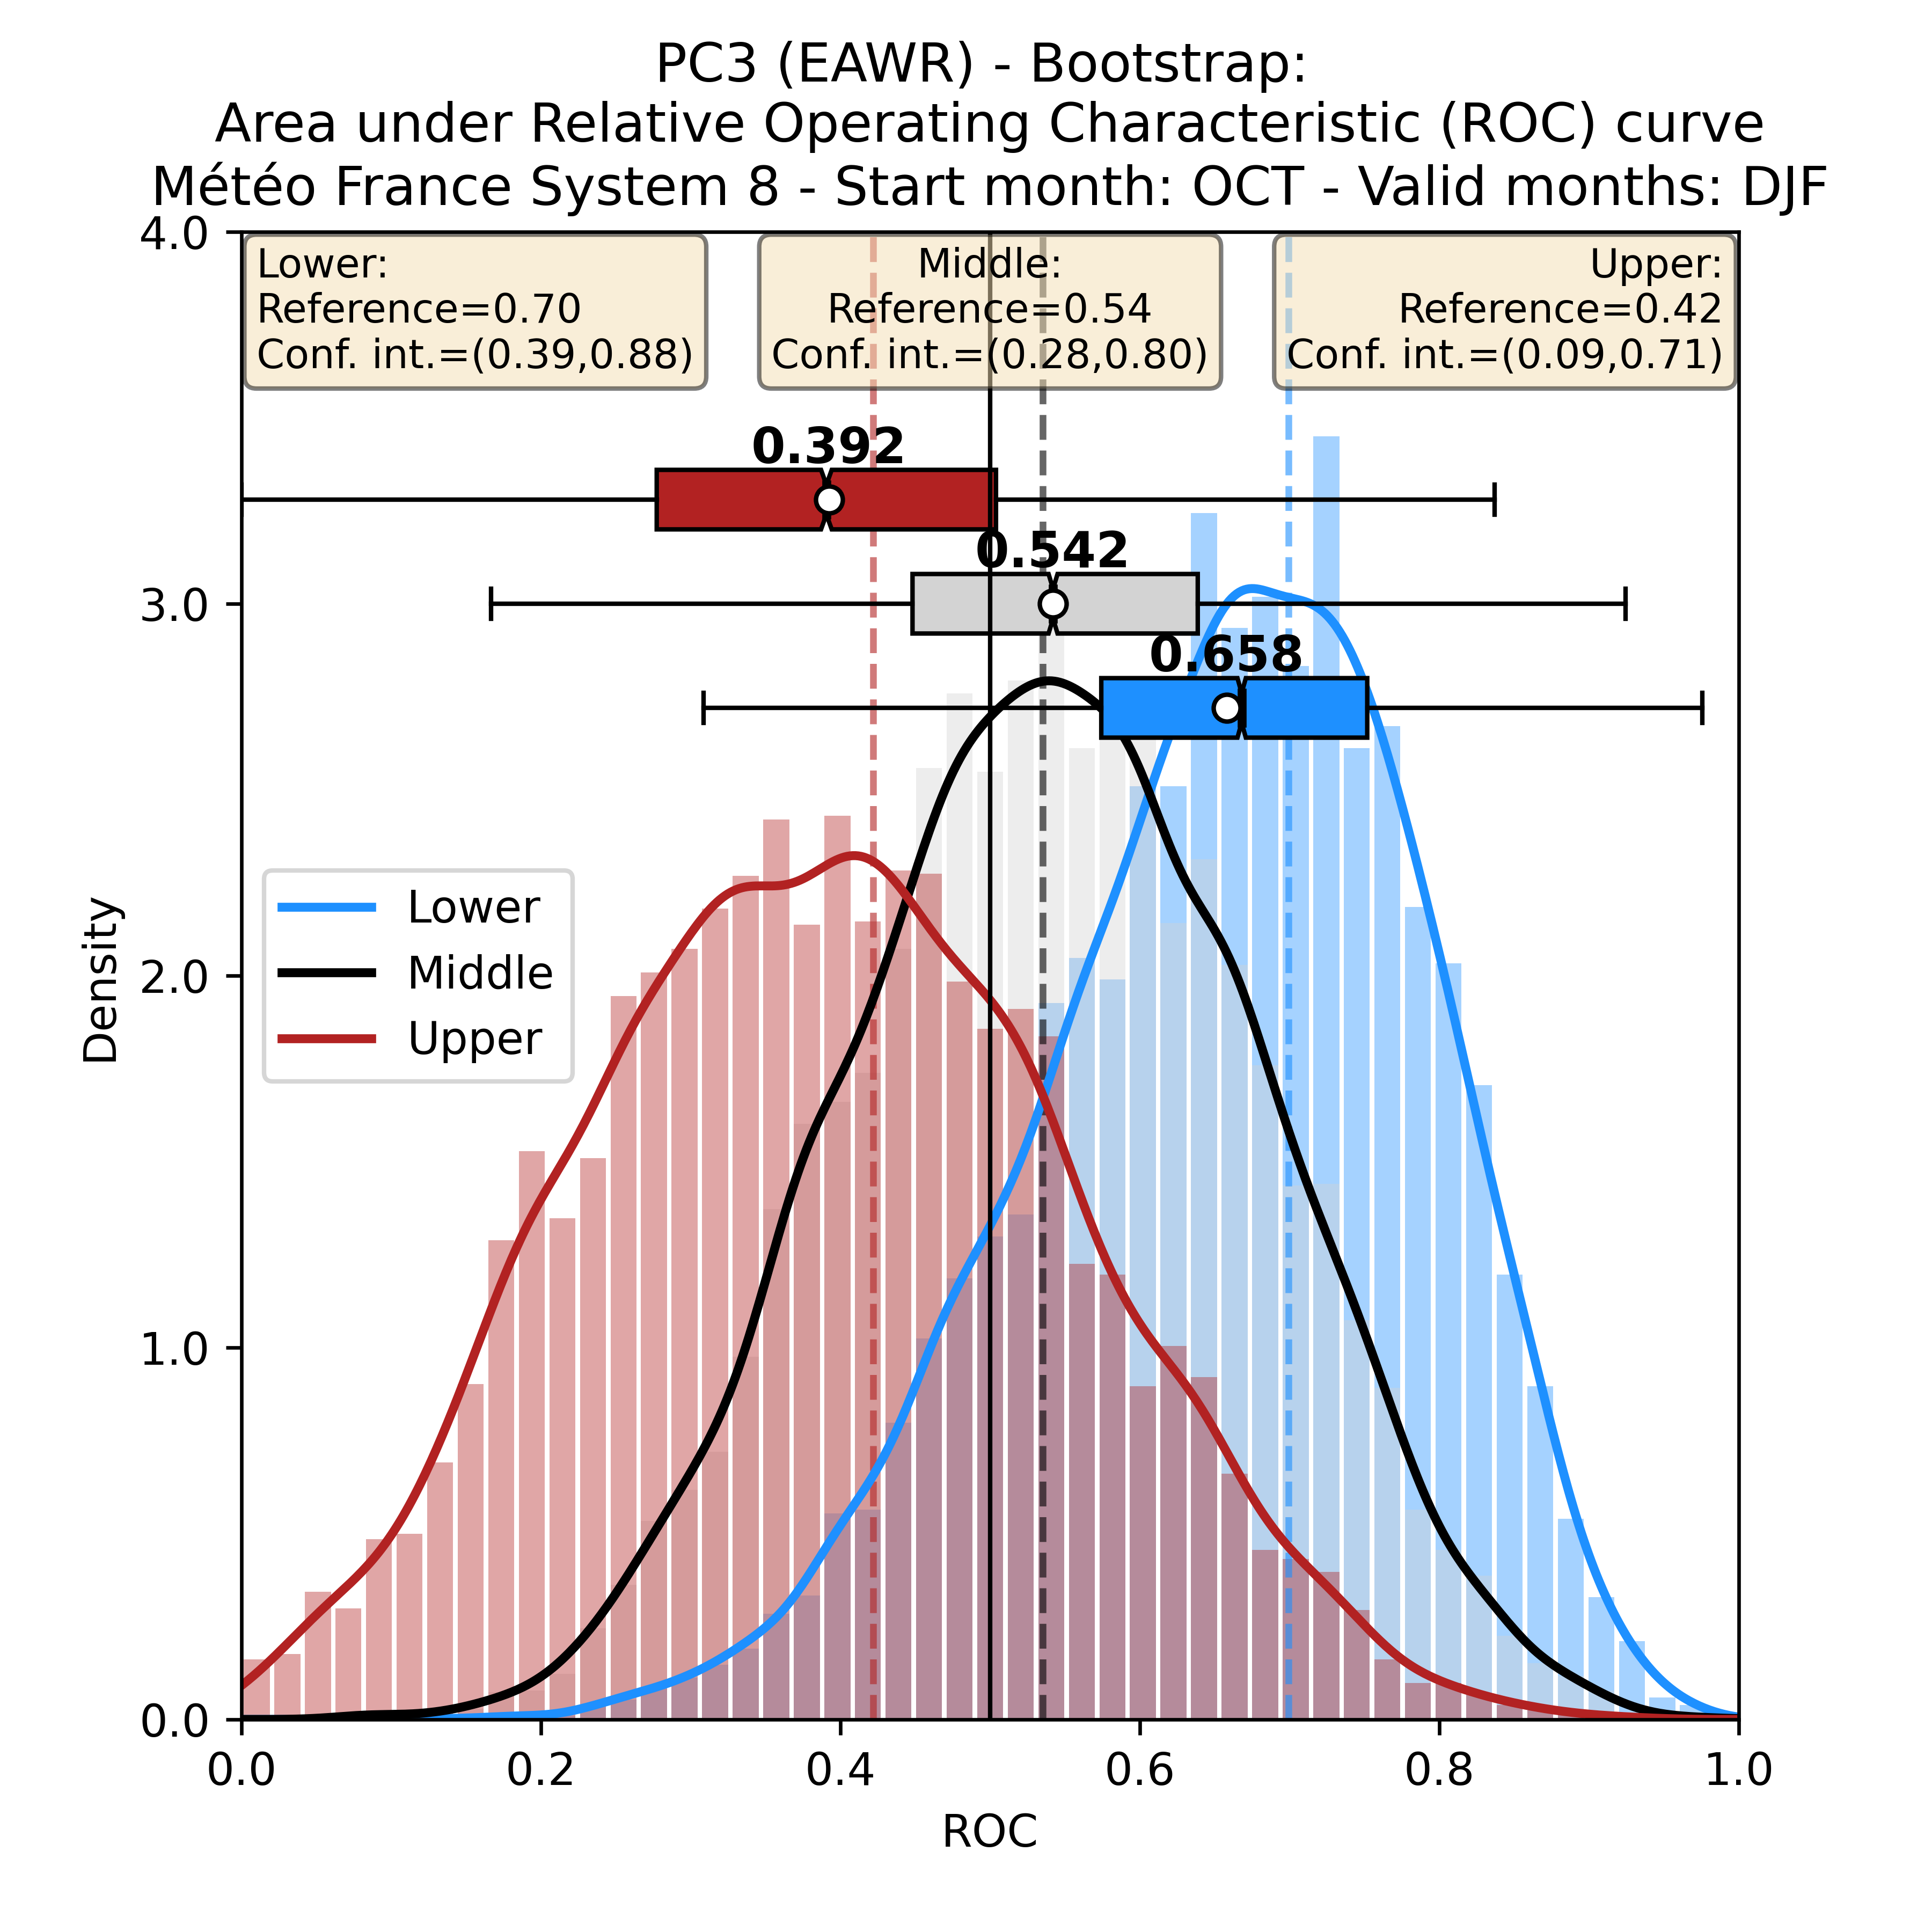 PC3 (EAWR) - Bootstrap:
Area under Relative Operating Characteristic (ROC) curve
Météo France System 8 - Start month: OCT - Valid months: DJF
4.0
Lower:
Reference=0.70
Conf. int.=(0.39,0.88)
Middle:
Reference=0.54
Conf. int.=(0.28,0.80)
Upper:
Reference=0.42
Conf. int.=(0.09,0.71)
0.392
0.542
3.0
0.658
Lower
Middle
Upper
Density
2.0
1.0
0.0
0.0 0.2 0.4 0.6 0.8 1.0
ROC